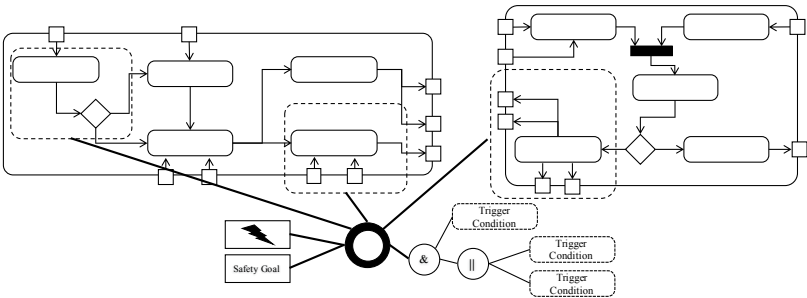 Trigger
Condition
&
||
Trigger
Condition
Safety Goal
Trigger
Condition